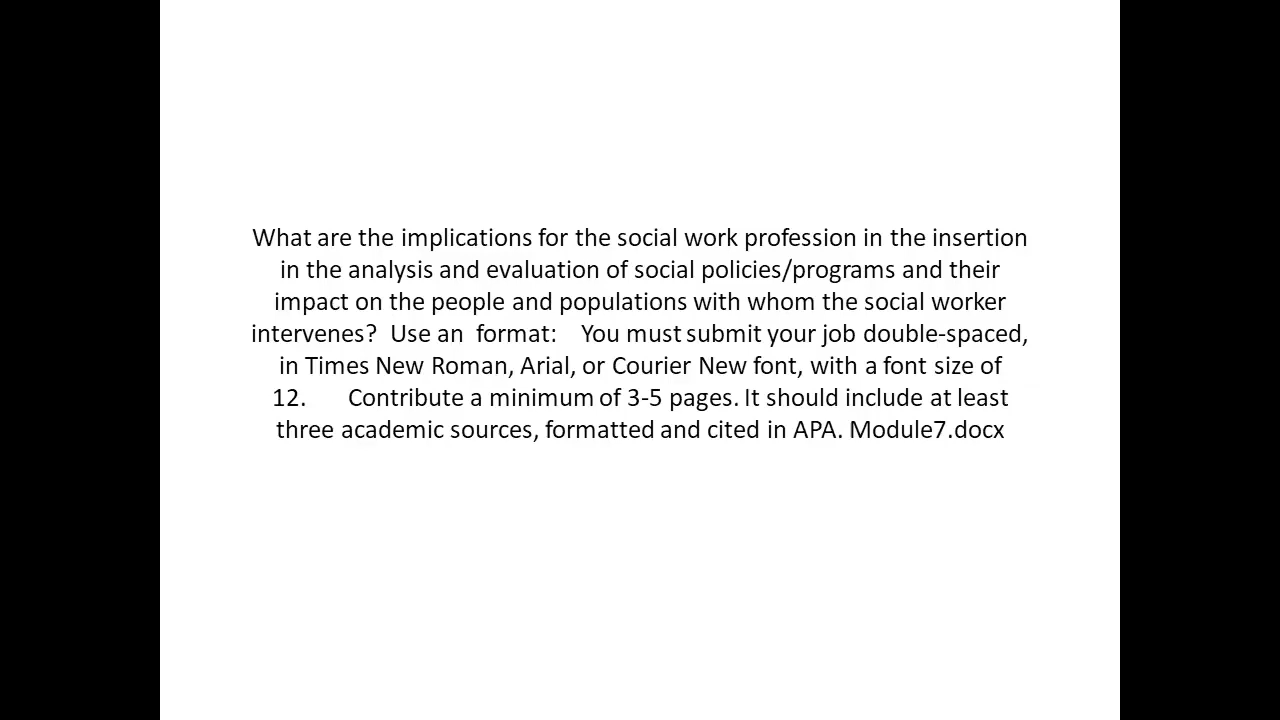 What are the implications for the social work profession in the insertion
in the analysis and evaluation of social policies/programs and their
impact on the people and populations with whom the social worker
intervenes?  Use an  format:    You must submit your job double-spaced,
in Times New Roman, Arial, or Courier New font, with a font size of
12.      Contribute a minimum of 3-5 pages. It should include at least
three academic sources, formatted and cited in APA. Module7.docx